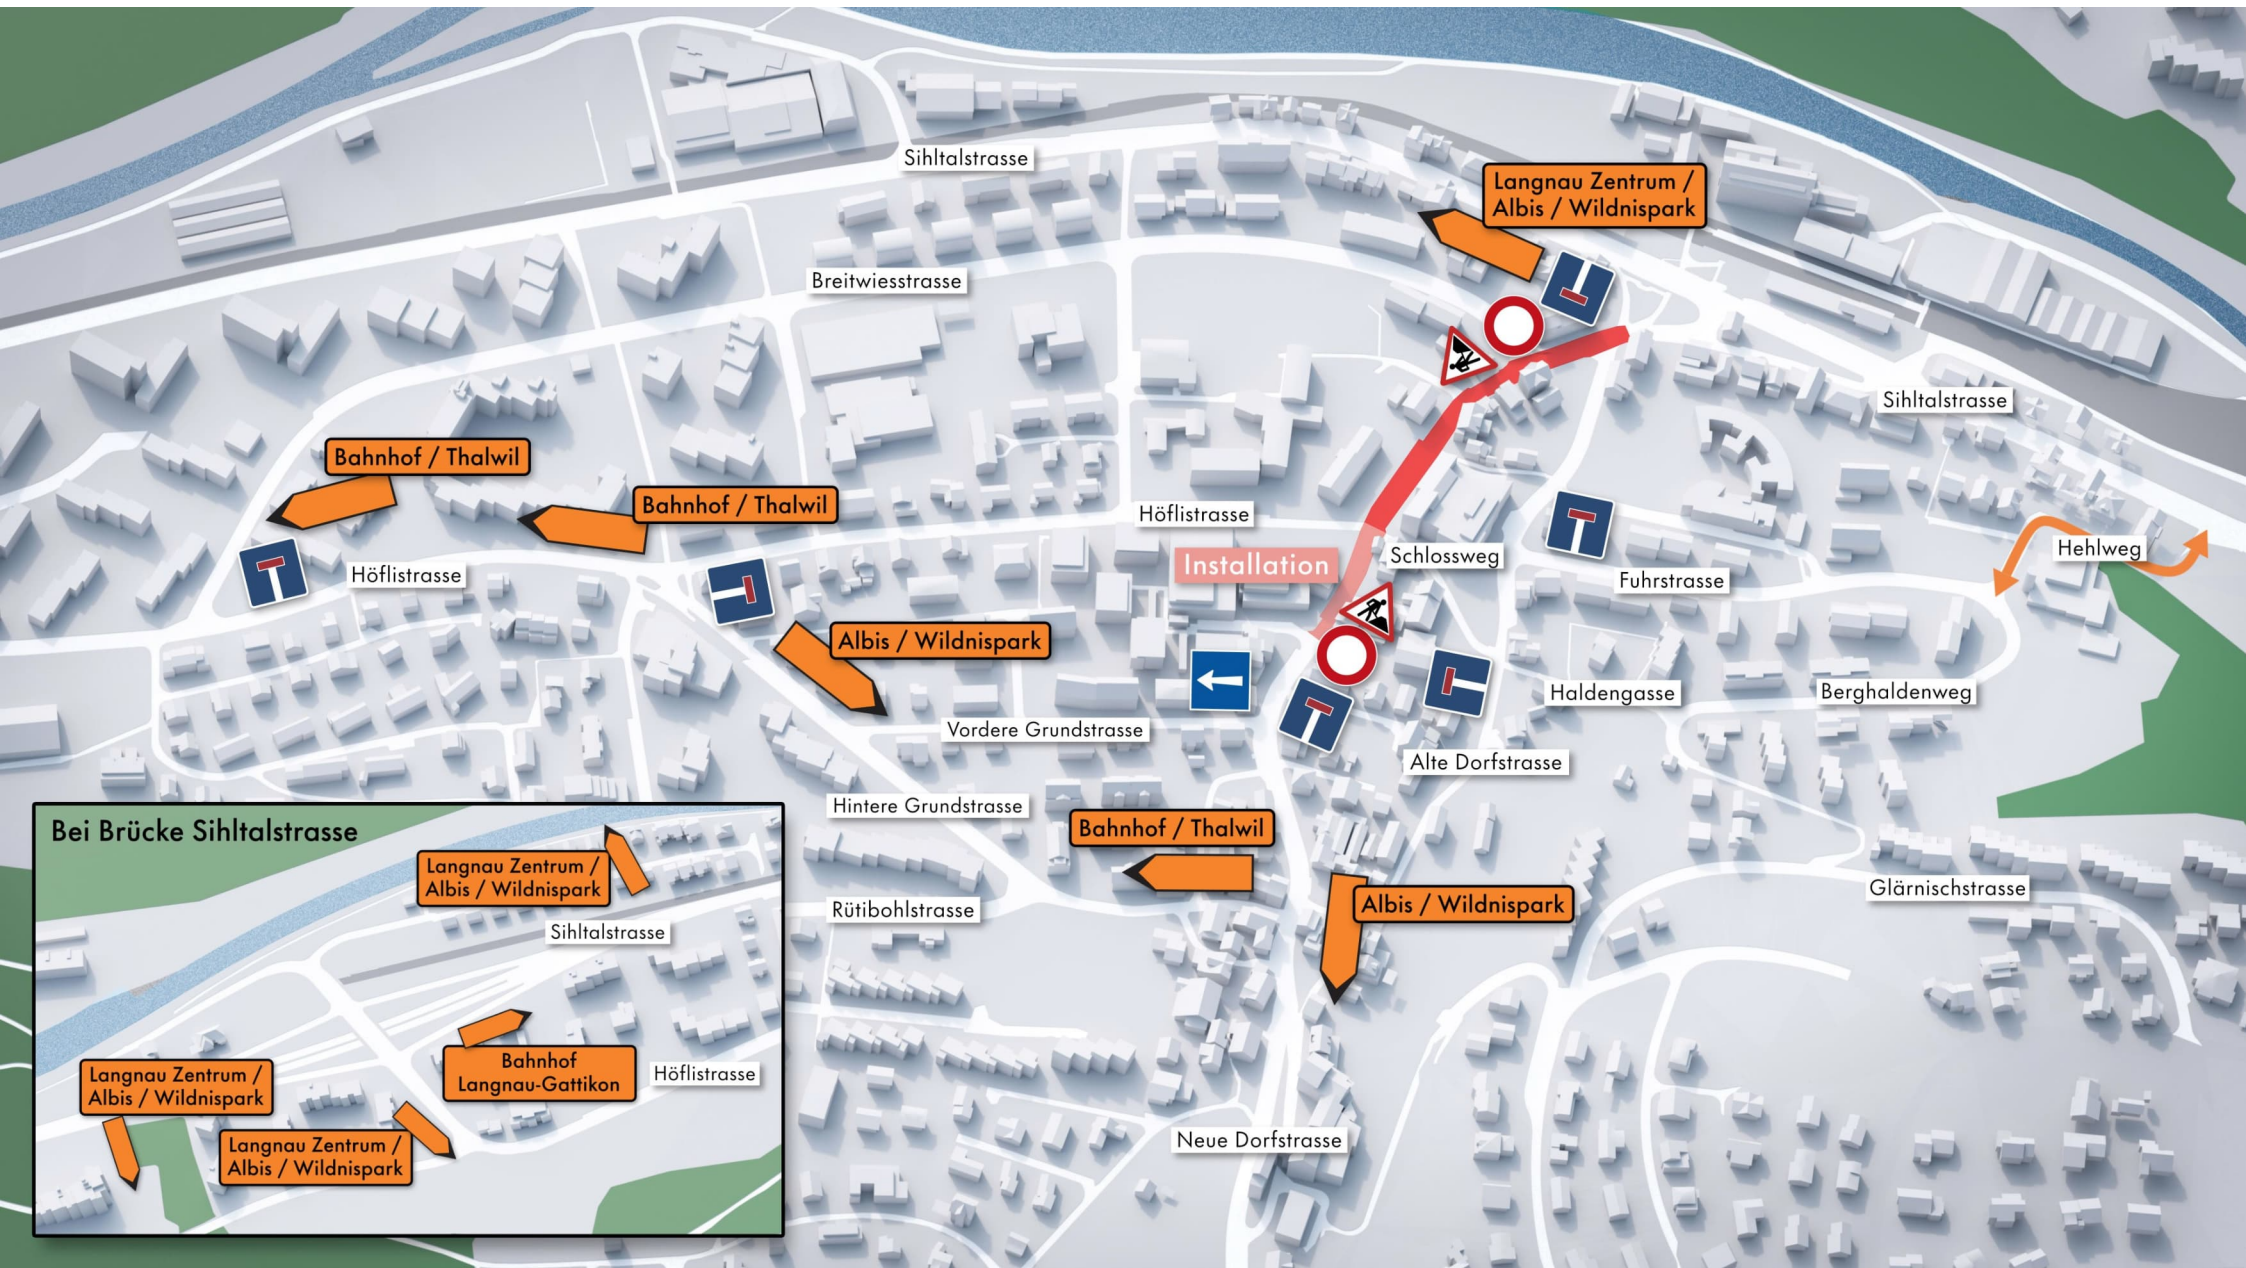 Sihltalstrasse
Langnau Zentrum /
Albis / Wildnispark
Breitwiesstrasse
Sihltalstrasse
Bahnhof / Thalwil
Bahnhof / Thalwil
Höflistrasse
Hehlweg
Schlossweg
Installation
Höflistrasse
Fuhrstrasse
Albis / Wildnispark
Haldengasse
Berghaldenweg
Vordere Grundstrasse
Alte Dorfstrasse
Hintere Grundstrasse
Bahnhof / Thalwil
Glärnischstrasse
Rütibohlstrasse
Albis / Wildnispark
Neue Dorfstrasse
Bei Brücke Sihltalstrasse
Langnau Zentrum /
Albis / Wildnispark
Sihltalstrasse
Bahnhof
Langnau-Gattikon
Höflistrasse
Langnau Zentrum /
Albis / Wildnispark
Langnau Zentrum /
Albis / Wildnispark